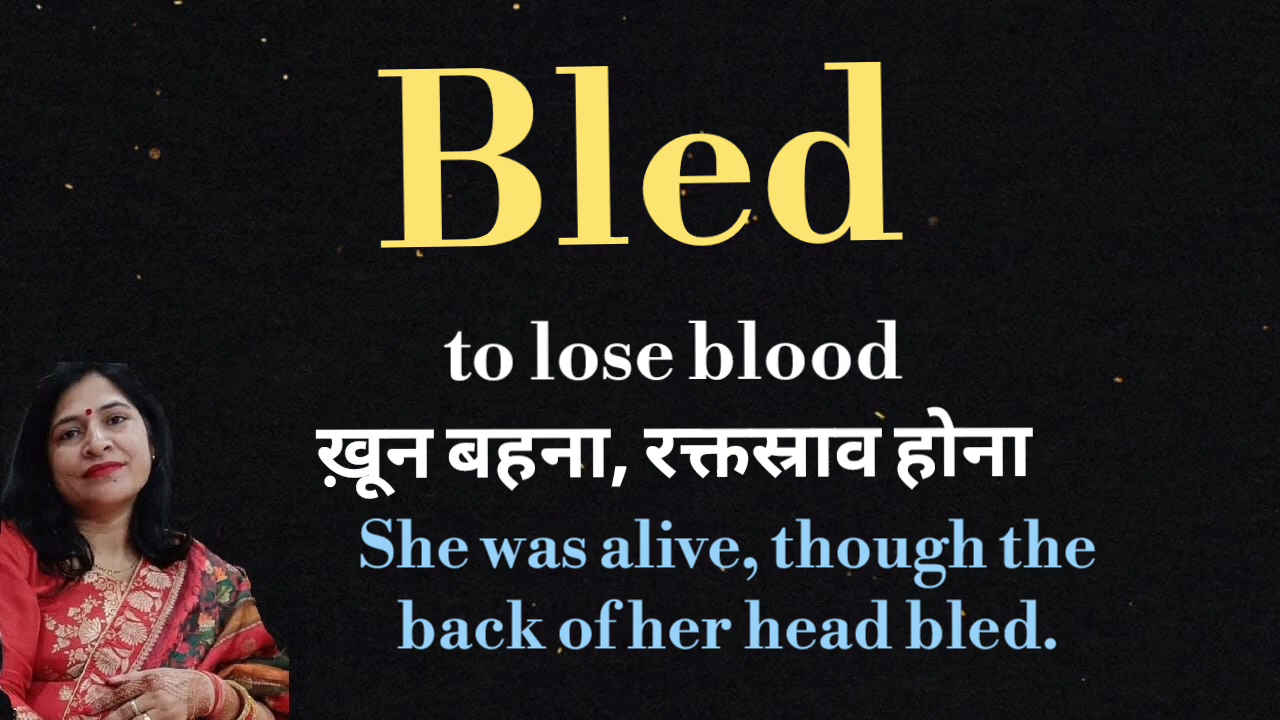 Bled
to lose blood
ख़ून बहना, रक्तस्राव होना
She was alive, though the
back of her head bled.